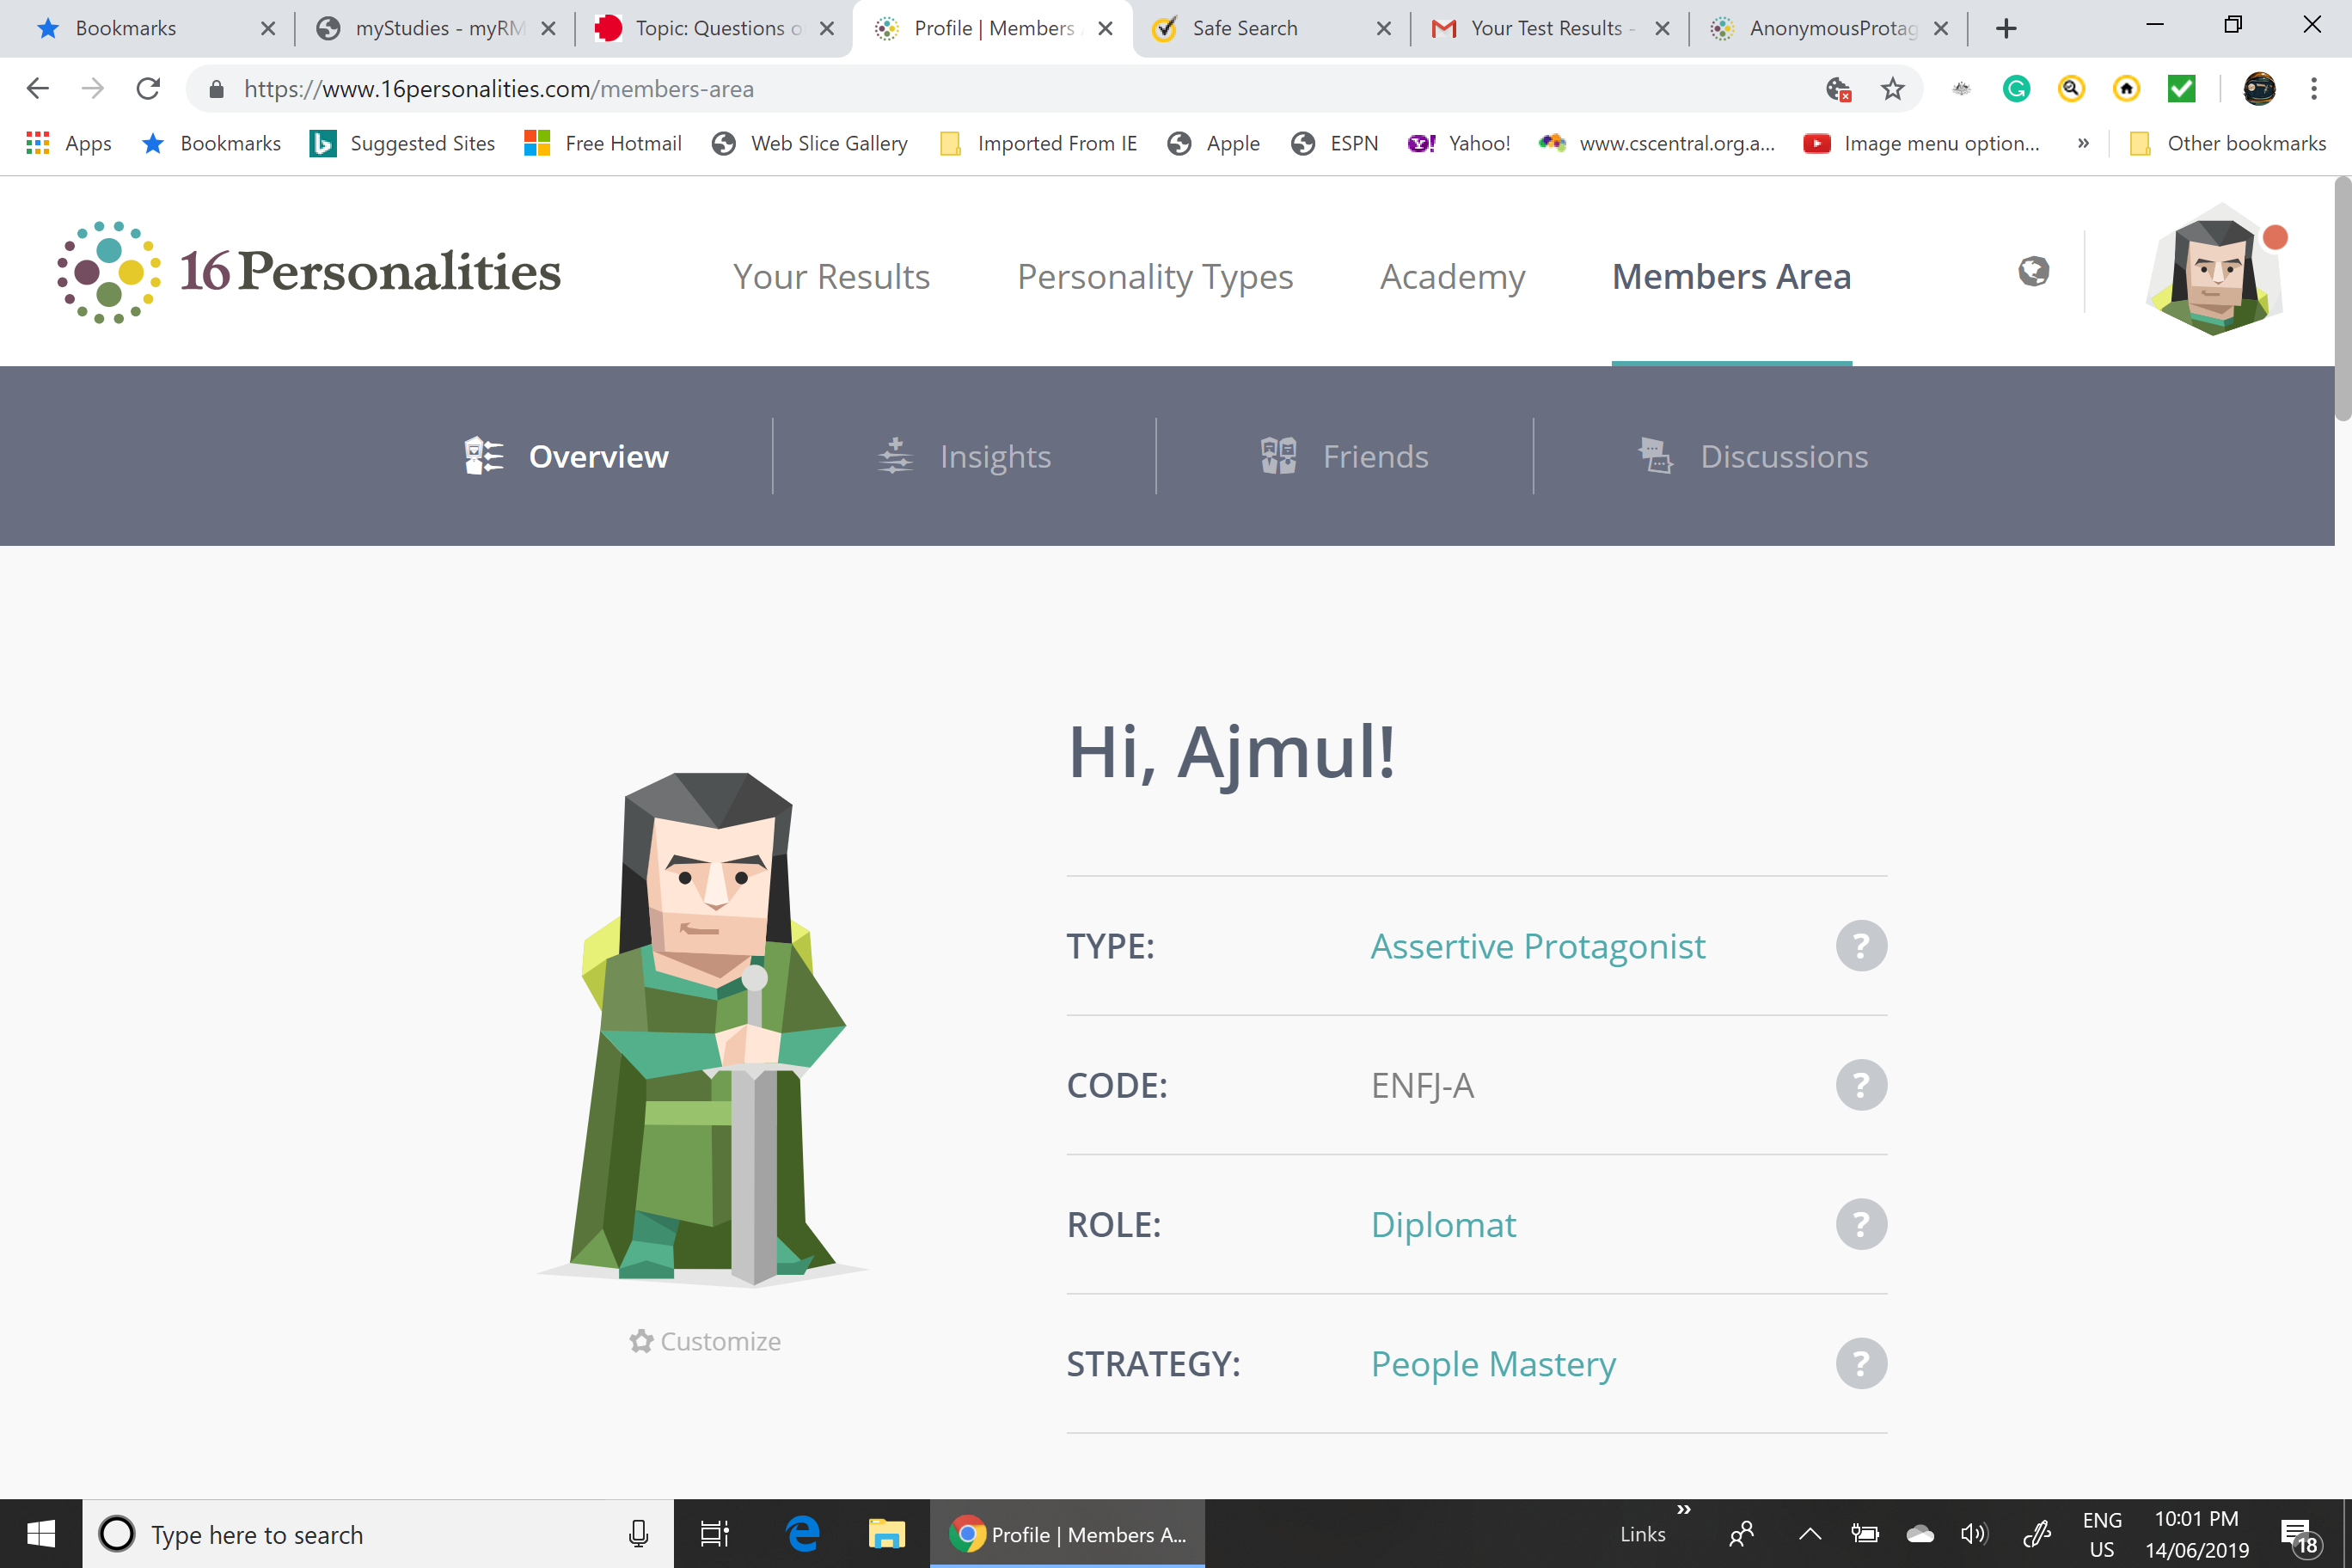 Bookmarks
myStudies - myRM
Topic: Questions o
Profile | Members
Safe Search
Your Test Results -
AnonymousProtag
https://www.16personalities.com/members-area
Apps
Bookmarks
Suggested Sites
Free Hotmail
Web Slice Gallery
Imported From IE
Apple
ESPN
Yahoo!
www.cscentral.org.a...
Image menu option...
»
Other bookmarks
16Personalities
Your Results
Personality Types
Academy
Members Area
Overview
Insights
Friends
Discussions
Hi, Ajmul!
TYPE: Assertive Protagonist ?
CODE: ENFJ-A ?
ROLE: Diplomat ?
STRATEGY: People Mastery ?
Customize
Type here to search
Profile | Members A...
Links
»
ENG
US
10:01 PM
14/06/2019
18